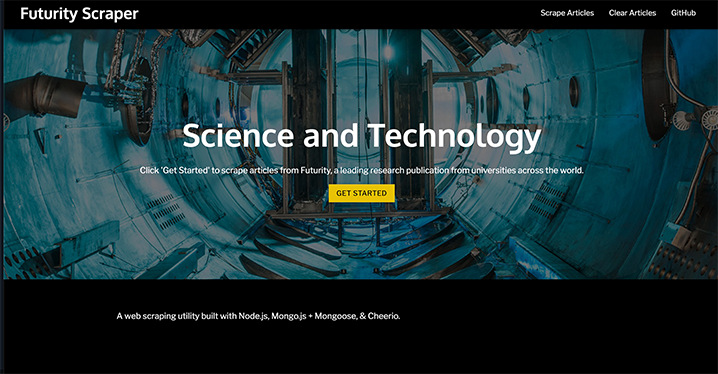 Futurity Scraper
Scrape Articles Clear Articles GitHub
Science and Technology
Click 'Get Started' to scrape articles from Futurity, a leading research publication from universities across the world.
GET STARTED
A web scraping utility built with Node.js, Mongo.js + Mongoose, & Cheerio.